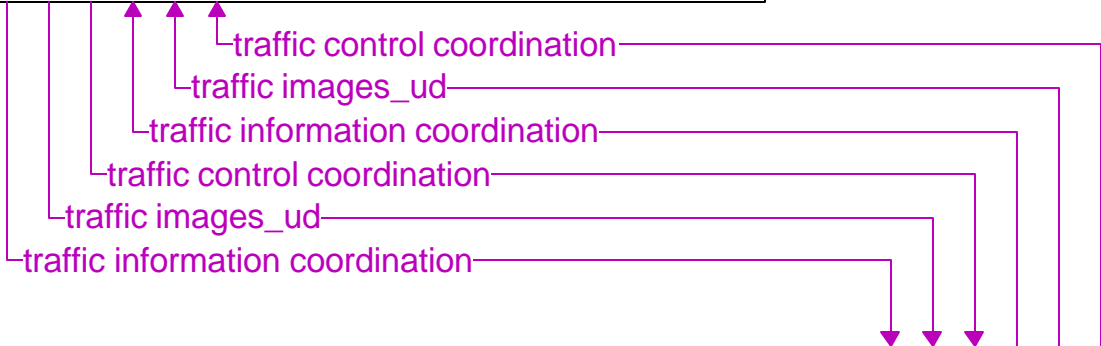 traffic control coordination
traffic images_ud
traffic information coordination
traffic control coordination
traffic images_ud
traffic information coordination